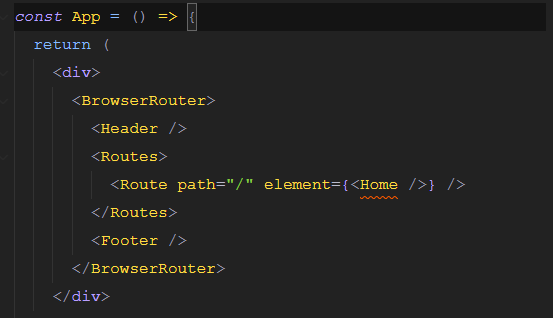 const App = () => {
return (
<div>
<BrowserRouter>
<Header />
<Routes>
<Route path="/" element={<Home />} />
</Routes>
<Footer />
</BrowserRouter>
</div>